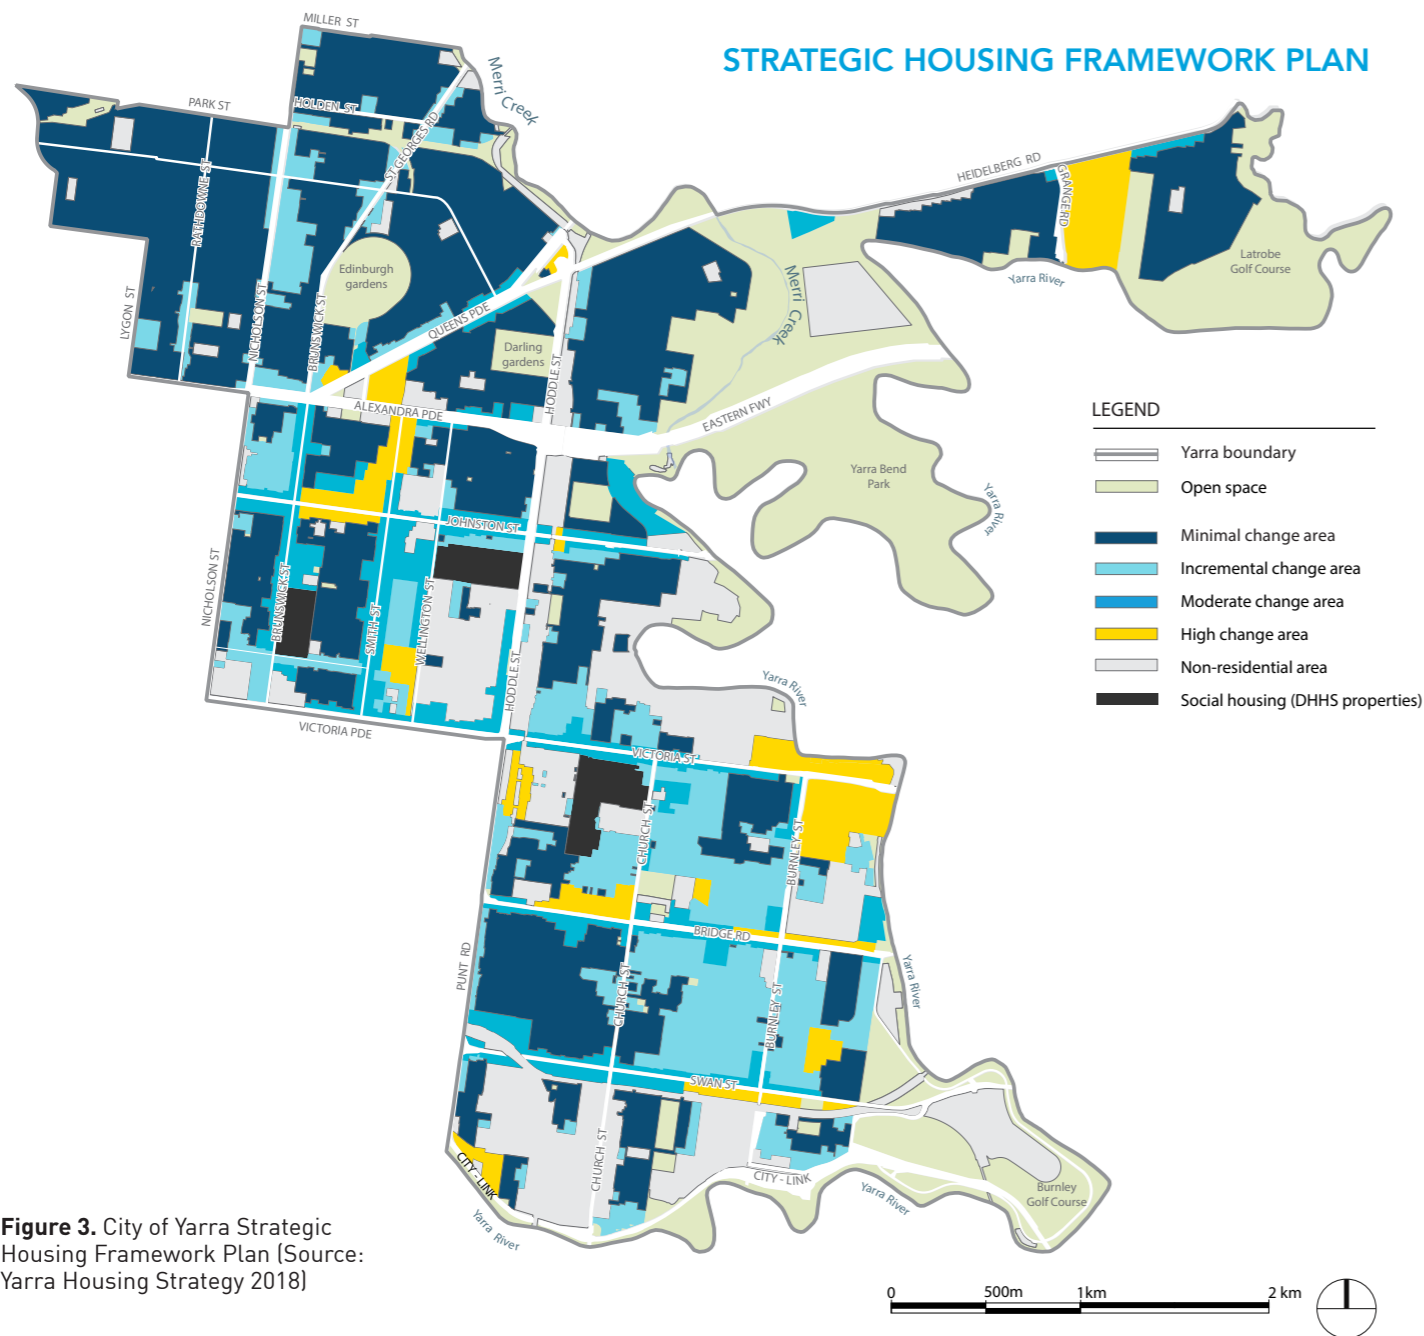 STRATEGIC HOUSING FRAMEWORK PLAN
MILLER ST
Merri Creek
PARK ST
HOLDEN ST
ST GEORGES RD
RATHDOWNE ST
HEIDELBERG RD
GRANGE RD
Latrobe
Golf Course
Yarra River
Edinburgh
gardens
Merri Creek
LYGON ST
NICHOLSON ST
BRUNSWICK ST
QUEENS PDE
Darling
gardens
HODDLE ST
ALEXANDRA PDE
EASTERN FWY
Yarra Bend
Park
Yarra River
JOHNSTON ST
NICHOLSON ST
BRUNSWICK ST
SMITH ST
WELLINGTON ST
HODDLE ST
VICTORIA PDE
Yarra River
VICTORIA ST
CHURCH ST
BURNLEY ST
BRIDGE RD
PUNT RD
CHURCH ST
BURNLEY ST
Yarra River
SWAN ST
CHURCH ST
CITY - LINK
CITY - LINK
Yarra River
Yarra River
Burnley
Golf Course
LEGEND
Yarra boundary
Open space
Minimal change area
Incremental change area
Moderate change area
High change area
Non-residential area
Social housing (DHHS properties)
Figure 3. City of Yarra Strategic
Housing Framework Plan (Source:
Yarra Housing Strategy 2018)
0 500m 1km 2 km